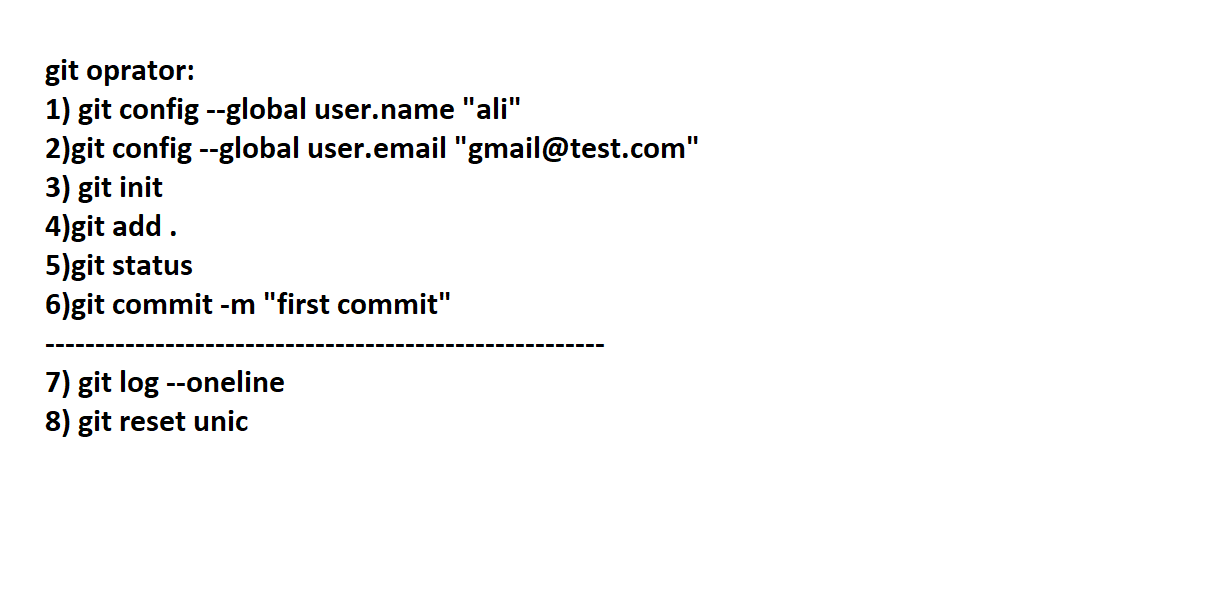 git oprator:
1) git config --global user.name "ali"
2)git config --global user.email "gmail@test.com"
3) git init
4)git add .
5)git status
6)git commit -m "first commit"
--------------------------------------------------------
7) git log --oneline
8) git reset unic